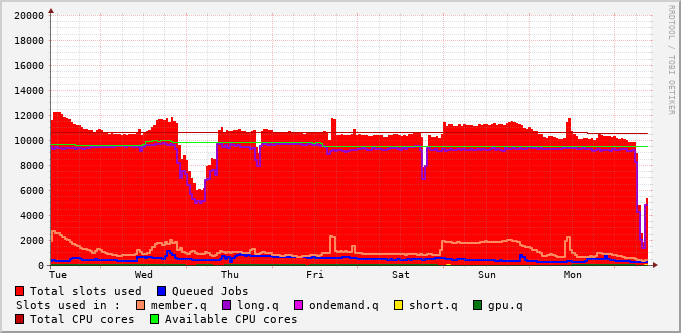 20000
18000
16000
14000
12000
10000
8000
6000
4000
2000
0
Tue Wed Thu Fri Sat Sun Mon
RRDTOOL / TOBI OETIKER
Total slots used Queued Jobs
Slots used in : member.q long.q ondemand.q short.q gpu.q
Total CPU cores Available CPU cores